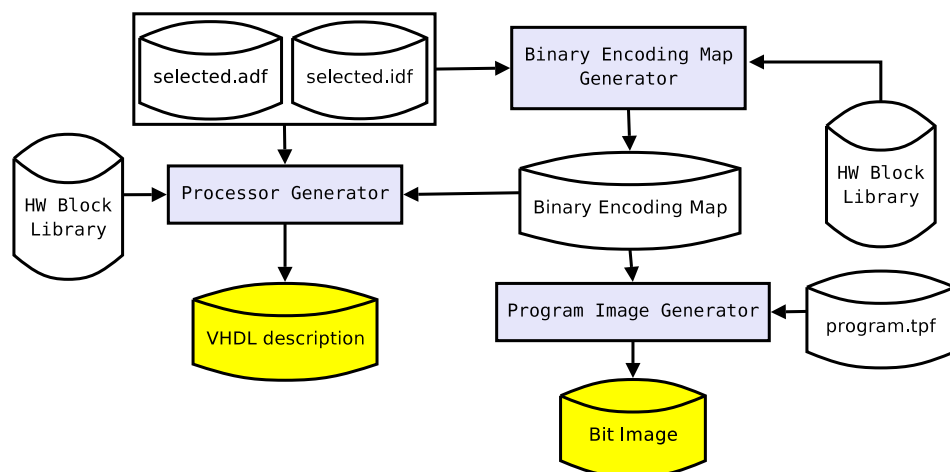 selected.adf
selected.idf
Binary Encoding Map
Generator
HW Block
Library
Processor Generator
Binary Encoding Map
HW Block
Library
VHDL description
Program Image Generator
program.tpf
Bit Image